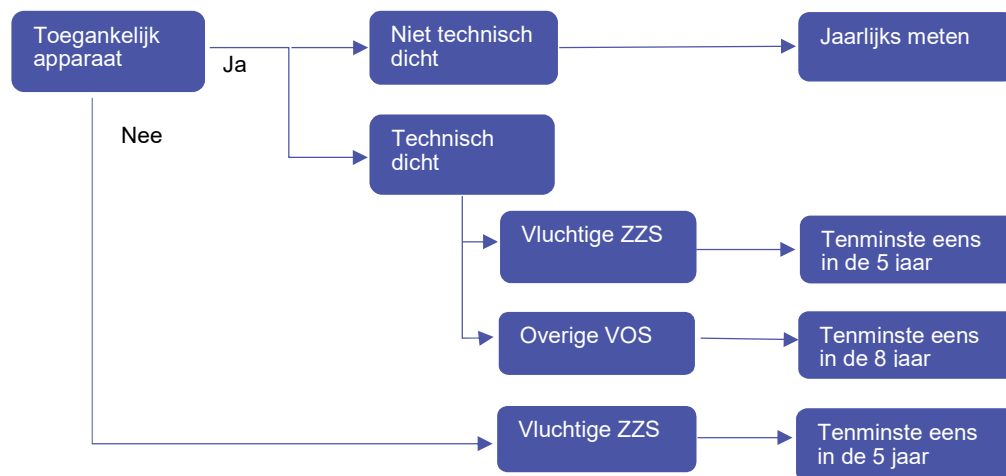 Toegankelijk
apparaat
Ja
Nee
Niet technisch
dicht
Jaarlijks meten
Technisch
dicht
Vluchtige ZZS
Tenminste eens
in de 5 jaar
Overige VOS
Tenminste eens
in de 8 jaar
Vluchtige ZZS
Tenminste eens
in de 5 jaar